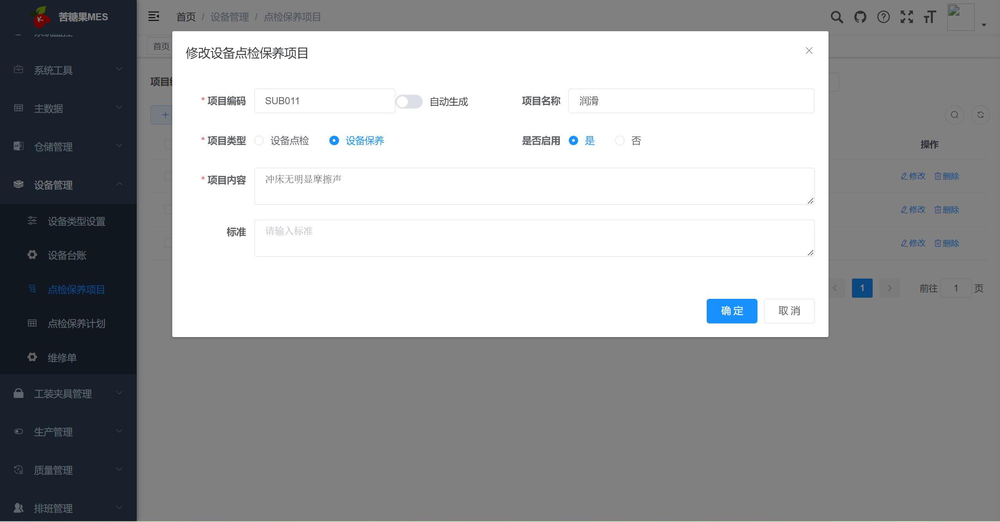 苦糖果MES
首页 / 设备管理 / 点检保养项目
系统监控
首页
系统工具
主数据
仓储管理
设备管理
设备类型设置
设备台账
点检保养项目
点检保养计划
维修单
工装夹具管理
生产管理
质量管理
排班管理
修改设备点检保养项目
* 项目编码 SUB011 自动生成 项目名称 润滑
* 项目类型 设备点检 设备保养 是否启用 是 否
* 项目内容 冲床无明显摩擦声
标准 请输入标准
确 定 取 消
项目
操作
修改 删除
修改 删除
修改 删除
1 前往 1 页